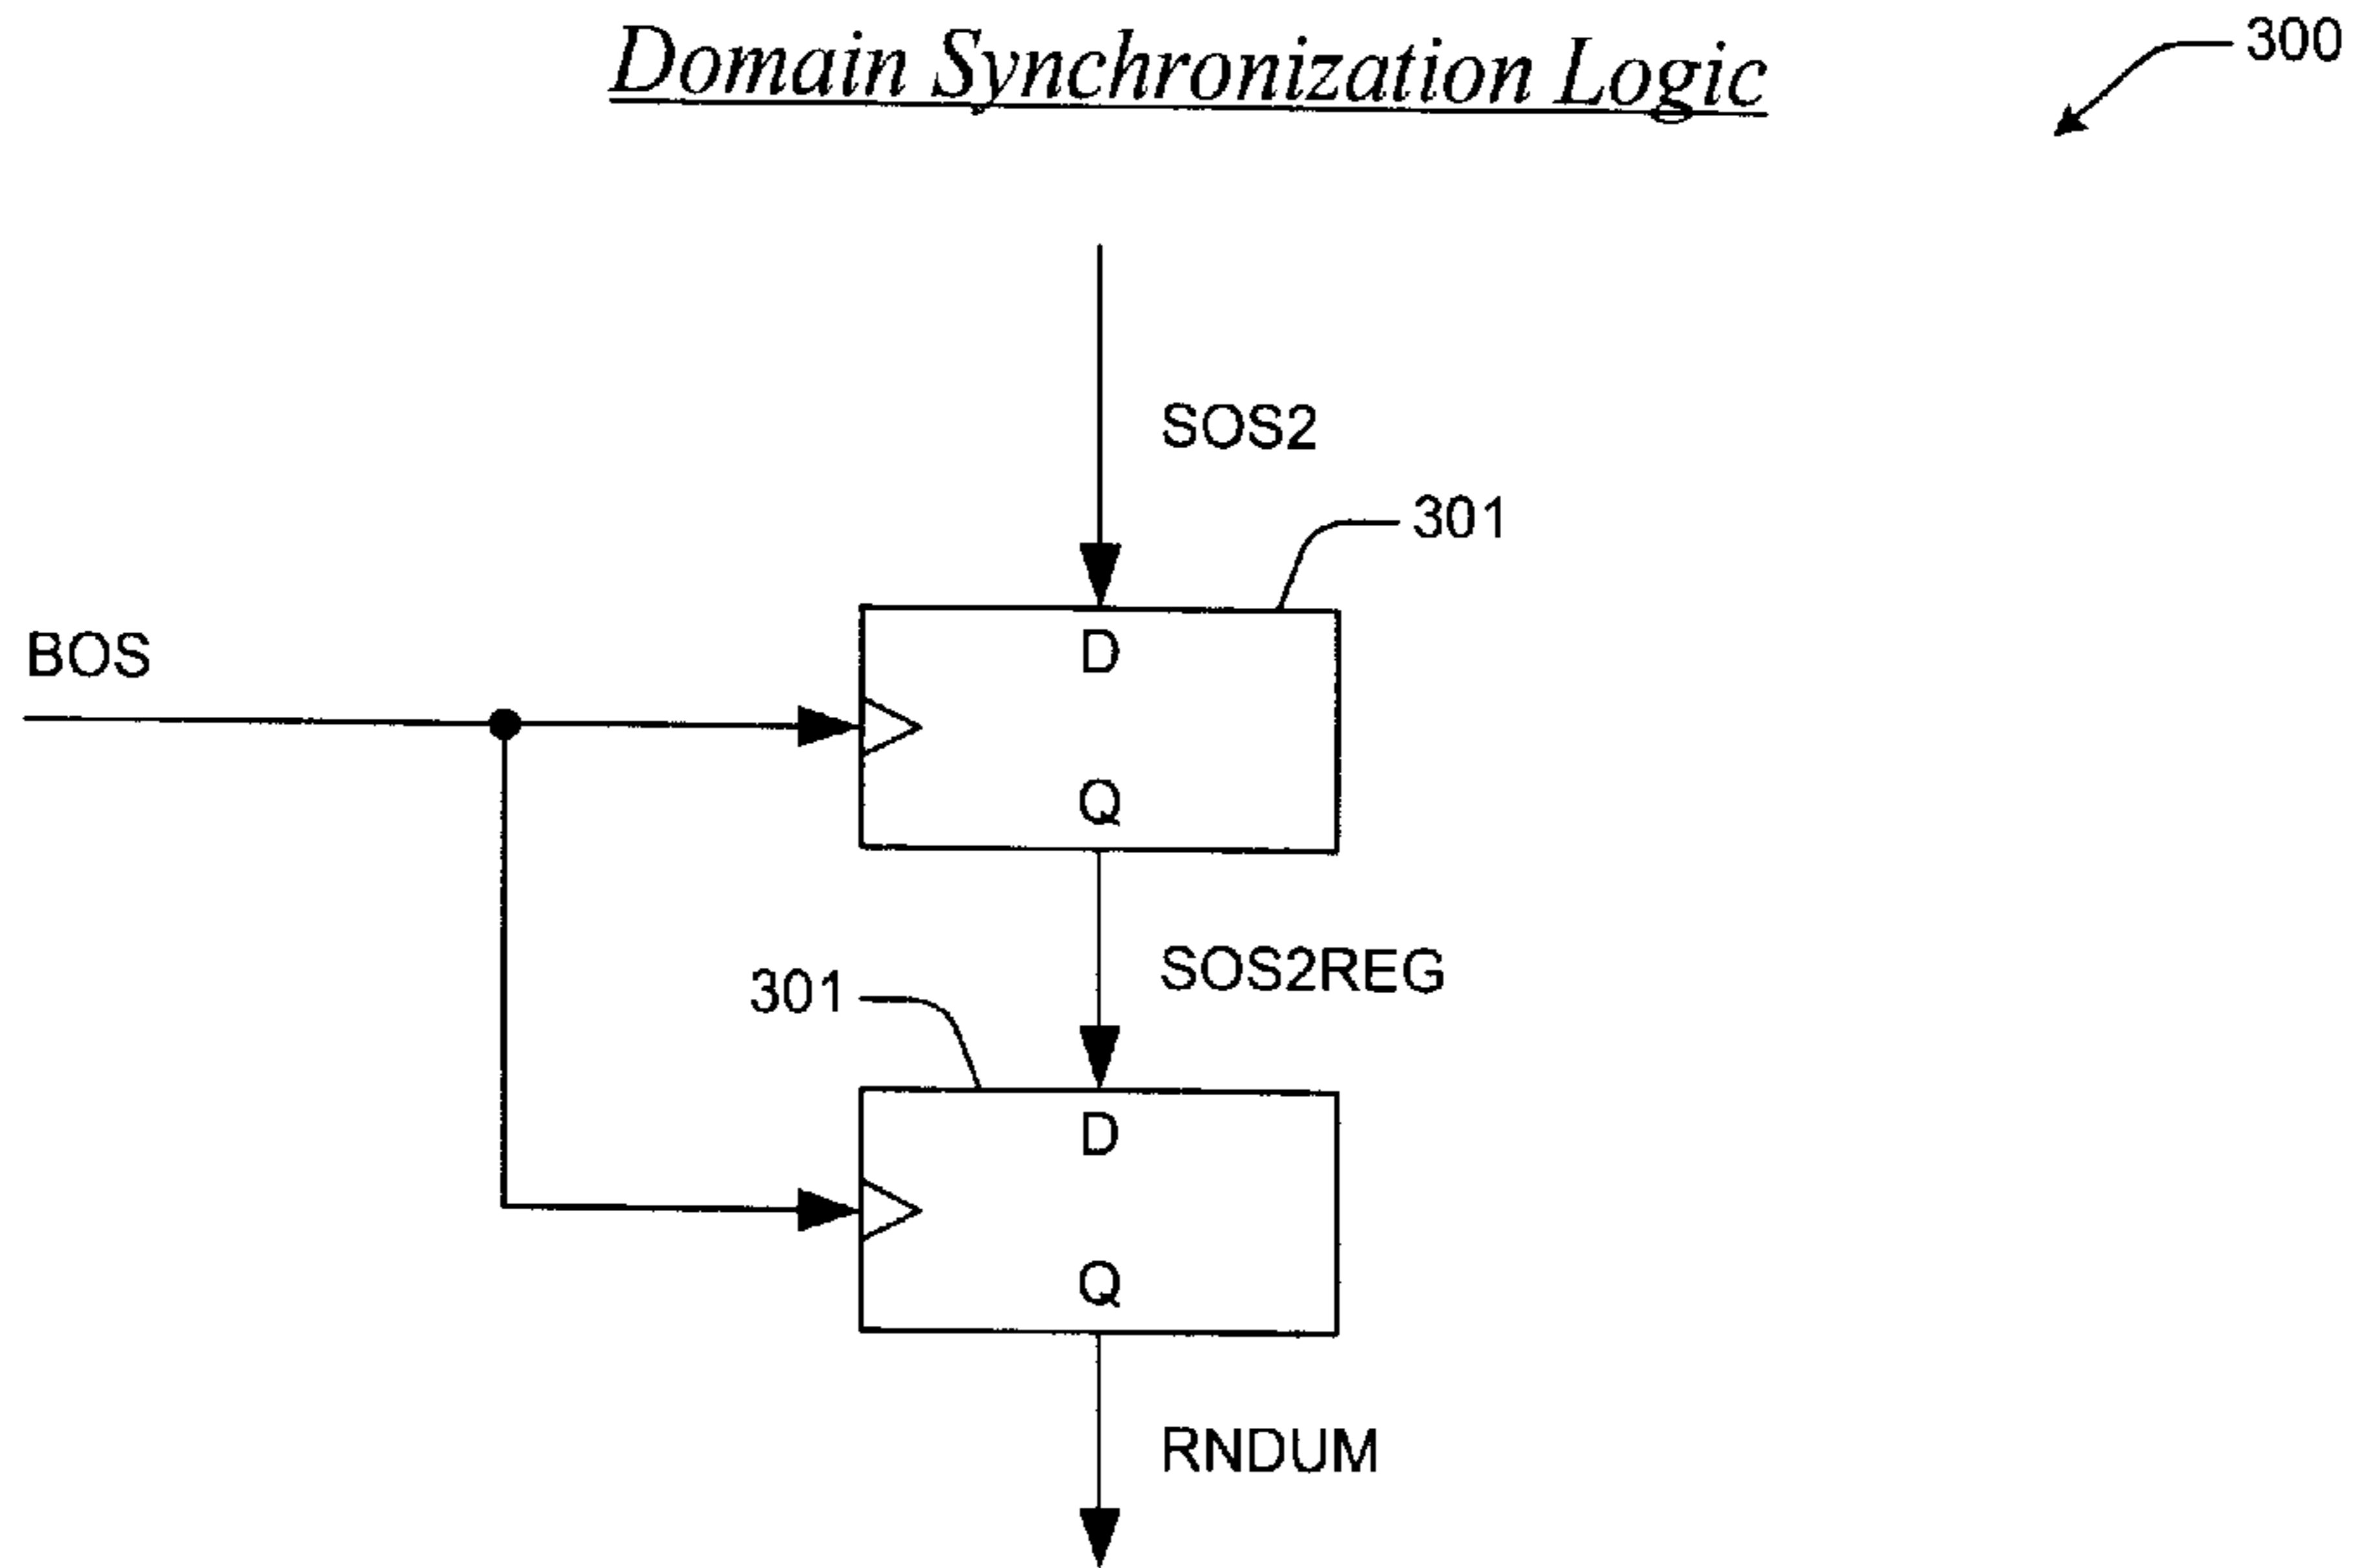 Domain Synchronization Logic
300
SOS2
301
BOS
D
Q
SOS2REG
301
D
Q
RNDUM